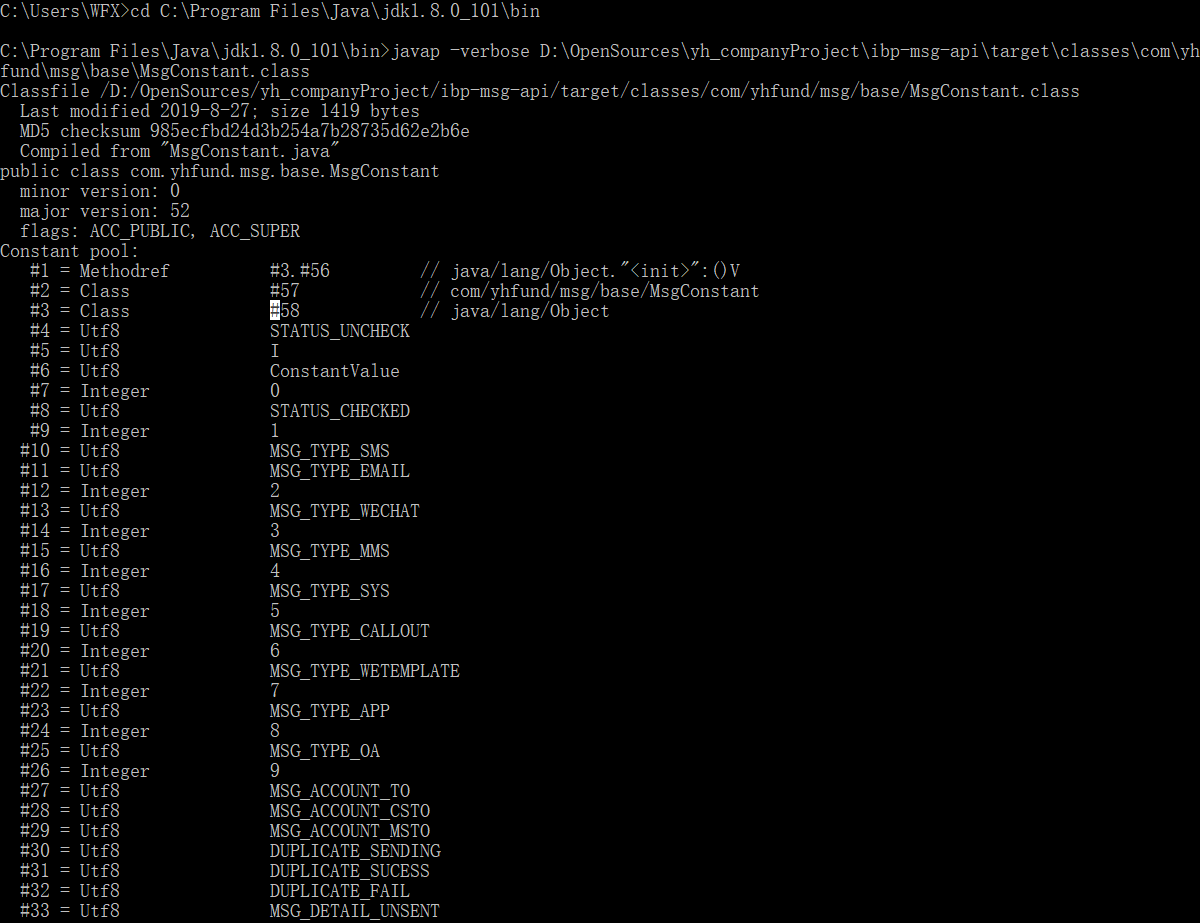 C:\Users\WFX>cd C:\Program Files\Java\jdk1.8.0_101\bin
C:\Program Files\Java\jdk1.8.0_101\bin>javap -verbose D:\OpenSources\yh_companyProject\ibp-msg-api\target\classes\com\yh
fund\msg\base\MsgConstant.class
Classfile /D:/OpenSources/yh_companyProject/ibp-msg-api/target/classes/com/yhfund/msg/base/MsgConstant.class
  Last modified 2019-8-27; size 1419 bytes
  MD5 checksum 985ecfbd24d3b254a7b28735d62e2b6e
  Compiled from "MsgConstant.java"
public class com.yhfund.msg.base.MsgConstant
  minor version: 0
  major version: 52
  flags: ACC_PUBLIC, ACC_SUPER
Constant pool:
   #1 = Methodref          #3.#56         // java/lang/Object."<init>":()V
   #2 = Class              #57            // com/yhfund/msg/base/MsgConstant
   #3 = Class              #58            // java/lang/Object
   #4 = Utf8               STATUS_UNCHECK
   #5 = Utf8               I
   #6 = Utf8               ConstantValue
   #7 = Integer            0
   #8 = Utf8               STATUS_CHECKED
   #9 = Integer            1
  #10 = Utf8               MSG_TYPE_SMS
  #11 = Utf8               MSG_TYPE_EMAIL
  #12 = Integer            2
  #13 = Utf8               MSG_TYPE_WECHAT
  #14 = Integer            3
  #15 = Utf8               MSG_TYPE_MMS
  #16 = Integer            4
  #17 = Utf8               MSG_TYPE_SYS
  #18 = Integer            5
  #19 = Utf8               MSG_TYPE_CALLOUT
  #20 = Integer            6
  #21 = Utf8               MSG_TYPE_WETEMPLATE
  #22 = Integer            7
  #23 = Utf8               MSG_TYPE_APP
  #24 = Integer            8
  #25 = Utf8               MSG_TYPE_OA
  #26 = Integer            9
  #27 = Utf8               MSG_ACCOUNT_TO
  #28 = Utf8               MSG_ACCOUNT_CSTO
  #29 = Utf8               MSG_ACCOUNT_MSTO
  #30 = Utf8               DUPLICATE_SENDING
  #31 = Utf8               DUPLICATE_SUCESS
  #32 = Utf8               DUPLICATE_FAIL
  #33 = Utf8               MSG_DETAIL_UNSENT